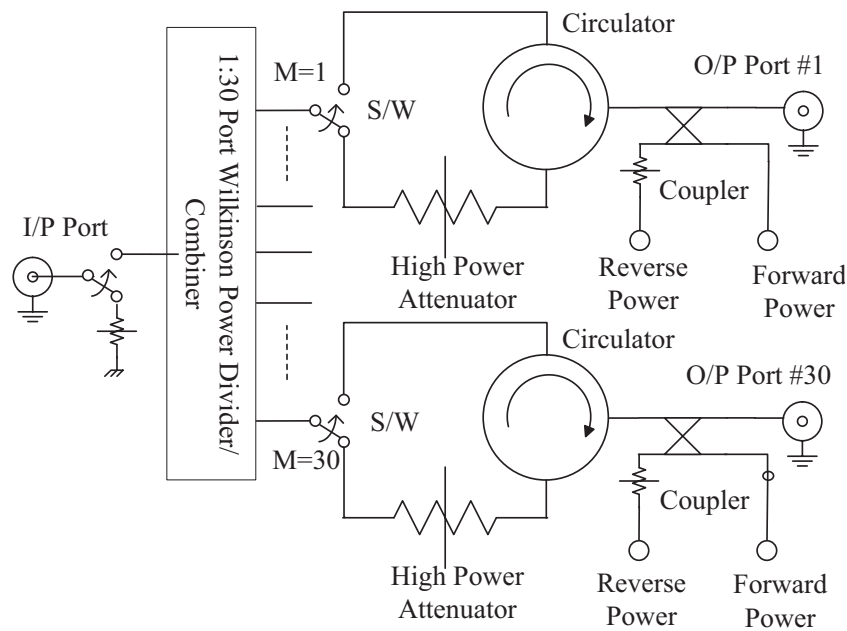 Circulator
O/P Port #1
M=1
S/W
1:30 Port Wilkinson Power Divider/
Combiner
Coupler
I/P Port
High Power
Attenuator
Reverse
Power
Forward
Power
Circulator
O/P Port #30
S/W
M=30
Coupler
High Power
Attenuator
Reverse
Power
Forward
Power